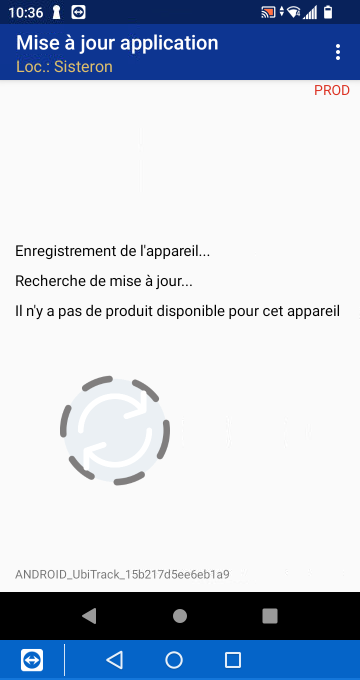 10:36
Mise à jour application
Loc.: Sisteron
PROD
Enregistrement de l'appareil...
Recherche de mise à jour...
Il n'y a pas de produit disponible pour cet appareil
ANDROID_UbiTrack_15b217d5ee6eb1a9